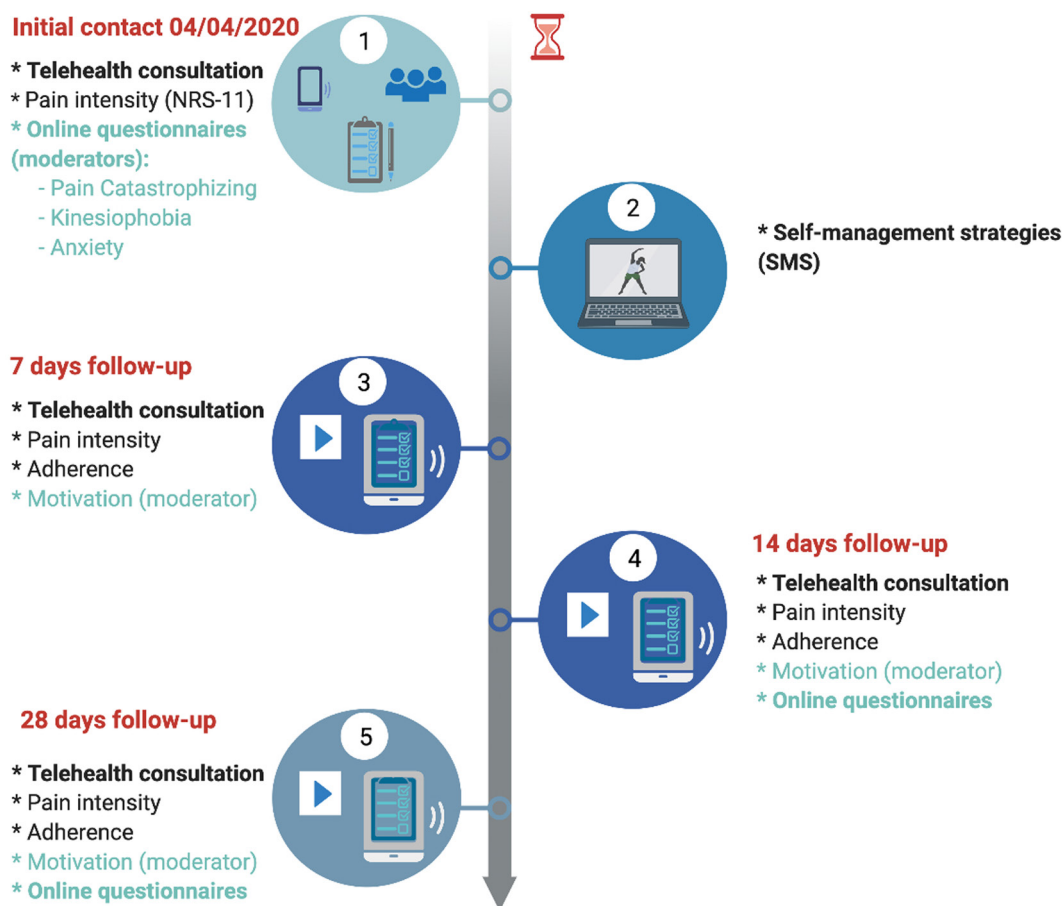 Initial contact 04/04/2020
1
* Telehealth consultation
* Pain intensity (NRS-11)
* Online questionnaires
(moderators):
- Pain Catastrophizing
- Kinesiophobia
- Anxiety
2
* Self-management strategies
(SMS)
7 days follow-up
3
* Telehealth consultation
* Pain intensity
* Adherence
* Motivation (moderator)
4
14 days follow-up
* Telehealth consultation
* Pain intensity
* Adherence
* Motivation (moderator)
* Online questionnaires
28 days follow-up
5
* Telehealth consultation
* Pain intensity
* Adherence
* Motivation (moderator)
* Online questionnaires